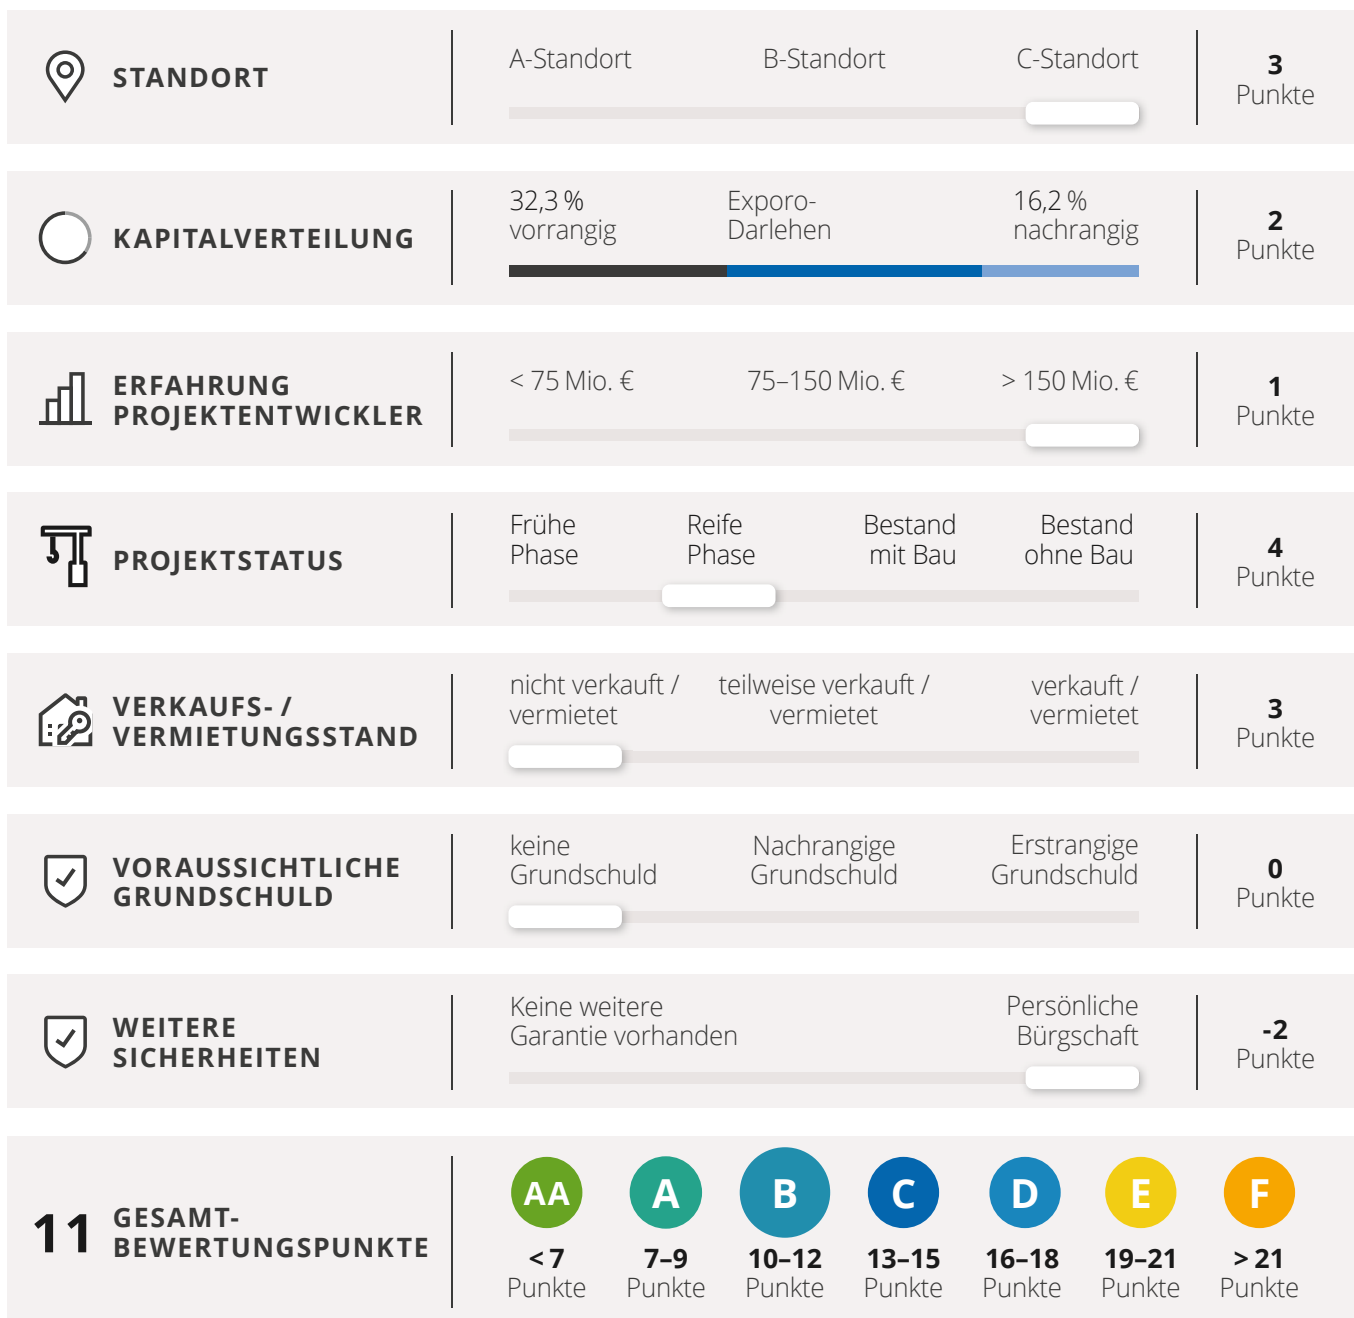 STANDORT
A-Standort
B-Standort
C-Standort
3
Punkte
KAPITALVERTEILUNG
32,3 %
vorrangig
Exporo-
Darlehen
16,2 %
nachrangig
2
Punkte
ERFAHRUNG
PROJEKTENTWICKLER
< 75 Mio. €
75–150 Mio. €
> 150 Mio. €
1
Punkte
PROJEKTSTATUS
Frühe
Phase
Reife
Phase
Bestand
mit Bau
Bestand
ohne Bau
4
Punkte
VERKAUFS- /
VERMIETUNGSSTAND
nicht verkauft /
vermietet
teilweise verkauft /
vermietet
verkauft /
vermietet
3
Punkte
VORAUSSICHTLICHE
GRUNDSCHULD
keine
Grundschuld
Nachrangige
Grundschuld
Erstrangige
Grundschuld
0
Punkte
WEITERE
SICHERHEITEN
Keine weitere
Garantie vorhanden
Persönliche
Bürgschaft
-2
Punkte
11
GESAMT-
BEWERTUNGSPUNKTE
AA
< 7
Punkte
A
7–9
Punkte
B
10–12
Punkte
C
13–15
Punkte
D
16–18
Punkte
E
19–21
Punkte
F
> 21
Punkte